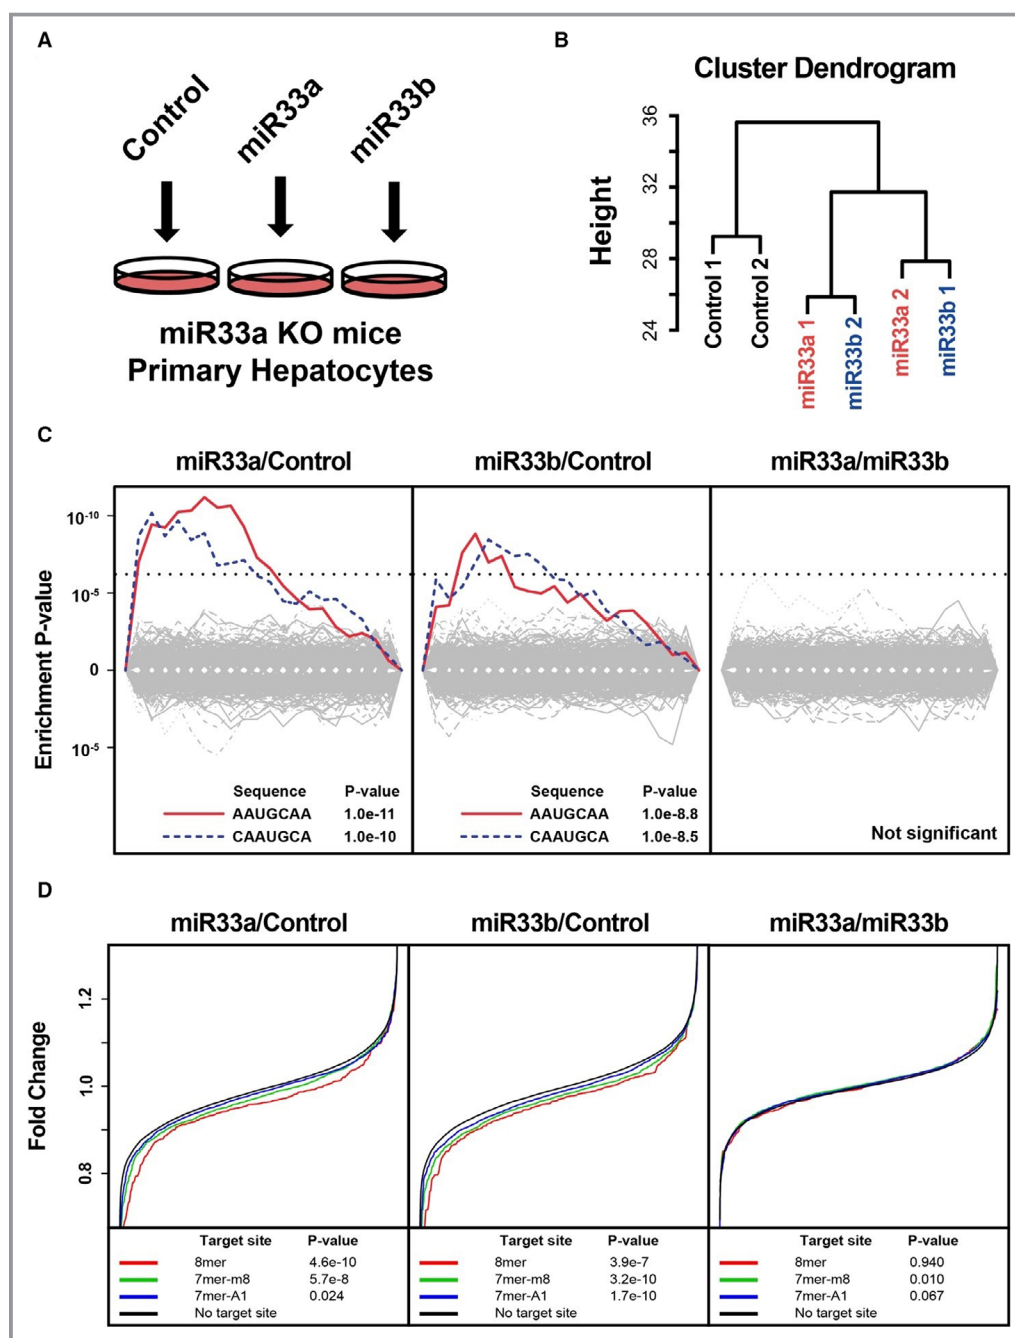 A
Control
miR33a
miR33b
miR33a KO mice
Primary Hepatocytes
B
Cluster Dendrogram
Height
36
32
28
24
Control 1
Control 2
miR33a 1
miR33b 2
miR33a 2
miR33b 1
C
miR33a/Control
miR33b/Control
miR33a/miR33b
Enrichment P-value
10-10
10-5
0
10-5
Sequence P-value
AAUGCAA 1.0e-11
CAAUGCA 1.0e-10
Sequence P-value
AAUGCAA 1.0e-8.8
CAAUGCA 1.0e-8.5
Not significant
D
miR33a/Control
miR33b/Control
miR33a/miR33b
Fold Change
1.2
1.0
0.8
Target site P-value
8mer 4.6e-10
7mer-m8 5.7e-8
7mer-A1 0.024
No target site
Target site P-value
8mer 3.9e-7
7mer-m8 3.2e-10
7mer-A1 1.7e-10
No target site
Target site P-value
8mer 0.940
7mer-m8 0.010
7mer-A1 0.067
No target site